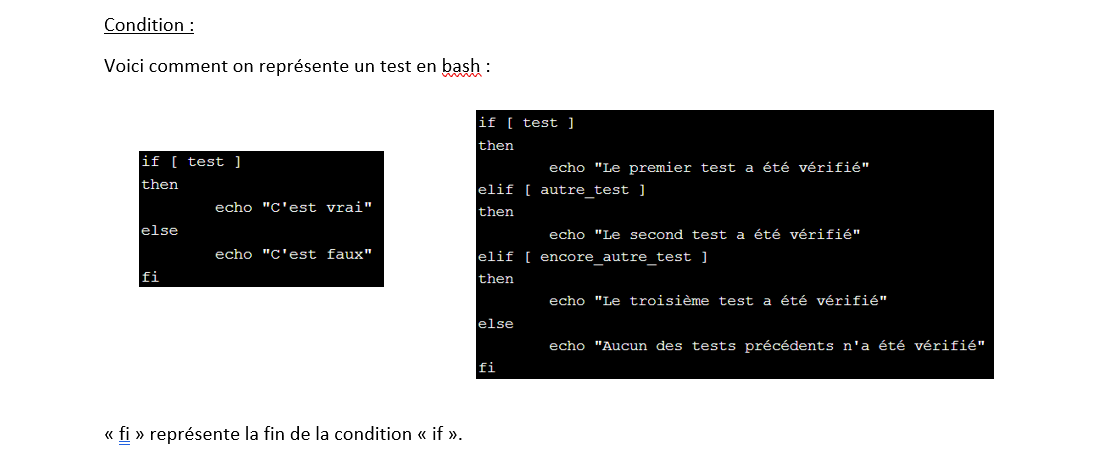 Condition :
Voici comment on représente un test en bash :
if [ test ]
then
echo "C'est vrai"
else
echo "C'est faux"
fi
if [ test ]
then
echo "Le premier test a été vérifié"
elif [ autre_test ]
then
echo "Le second test a été vérifié"
elif [ encore_autre_test ]
then
echo "Le troisième test a été vérifié"
else
echo "Aucun des tests précédents n'a été vérifié"
fi
« fi » représente la fin de la condition « if ».